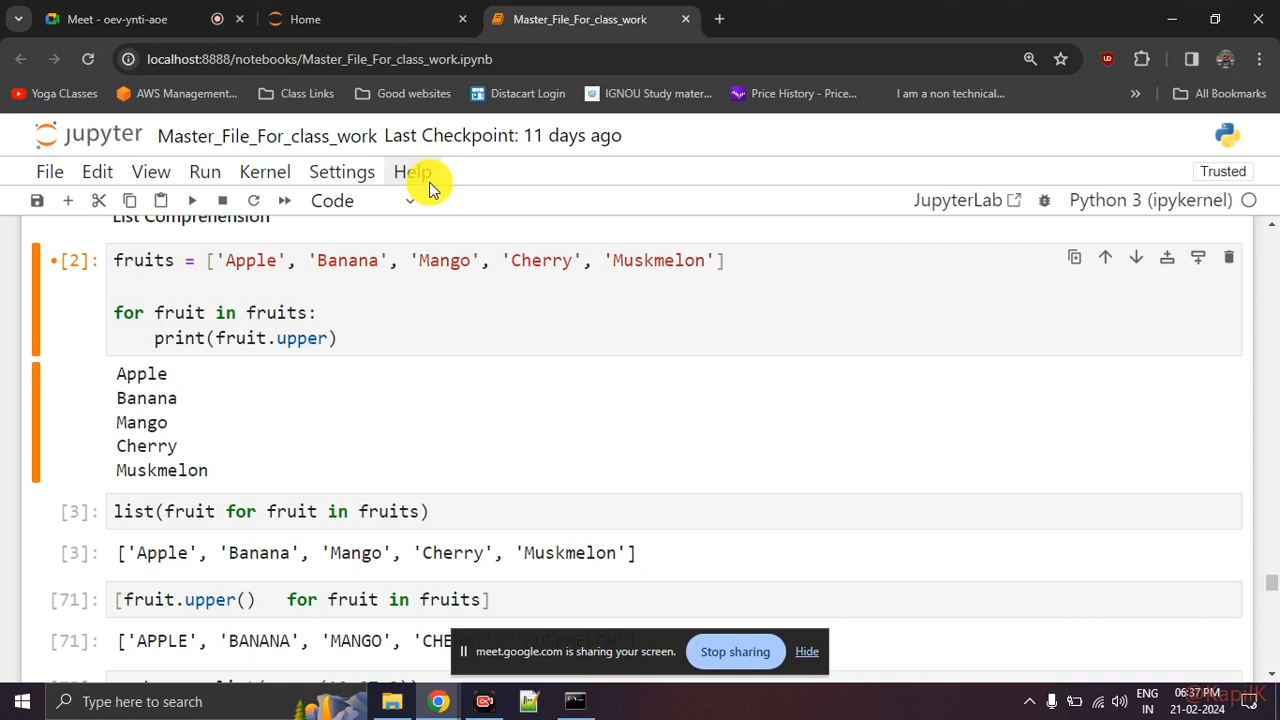 Meet - oev-ynti-aoe
Home
Master_File_For_class_work
localhost:8888/notebooks/Master_File_For_class_work.ipynb
Yoga CLasses
AWS Management...
Class Links
Good websites
Distacart Login
IGNOU Study mater...
Price History - Price...
I am a non technical...
»
All Bookmarks
jupyter Master_File_For_class_work Last Checkpoint: 11 days ago
File Edit View Run Kernel Settings Help
Trusted
Code
JupyterLab
Python 3 (ipykernel)
List Comprehension
[2]: fruits = ['Apple', 'Banana', 'Mango', 'Cherry', 'Muskmelon']
for fruit in fruits:
print(fruit.upper)
Apple
Banana
Mango
Cherry
Muskmelon
[3]: list(fruit for fruit in fruits)
[3]: ['Apple', 'Banana', 'Mango', 'Cherry', 'Muskmelon']
[71]: [fruit.upper()   for fruit in fruits]
[71]: ['APPLE', 'BANANA', 'MANGO',
meet.google.com is sharing your screen.
Stop sharing
Hide
Type here to search
ENG
IN
06:37 PM
21-02-2024
@KapilK